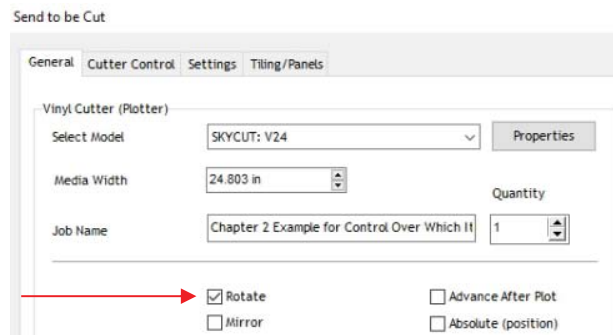 Send to be Cut
General Cutter Control Settings Tiling/Panels
Vinyl Cutter (Plotter)
Select Model SKYCUT: V24 Properties
Media Width 24.803 in
Quantity
Job Name Chapter 2 Example for Control Over Which It 1
Rotate Advance After Plot
Mirror Absolute (position)